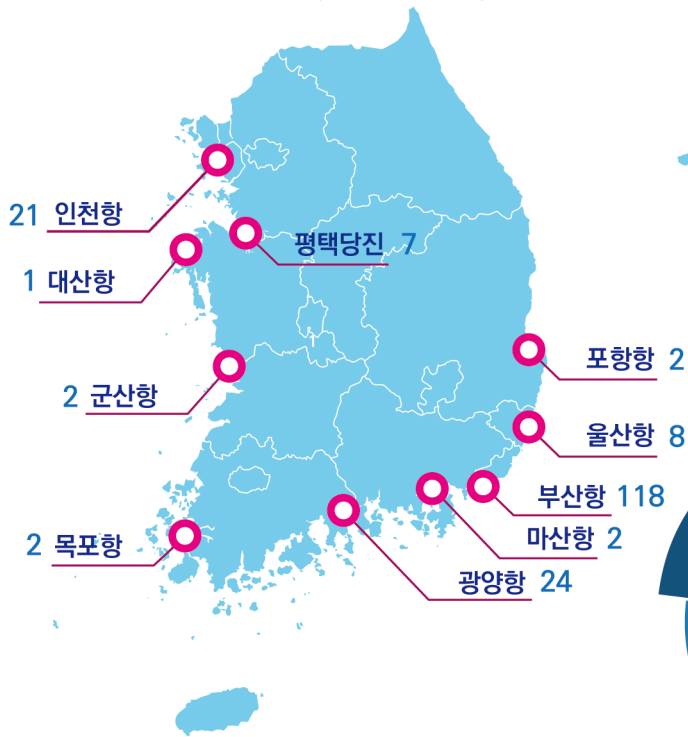 21 인천항
평택당진 7
1 대산항
포항항 2
2 군산항
울산항 8
부산항 118
마산항 2
2 목포항
광양항 24